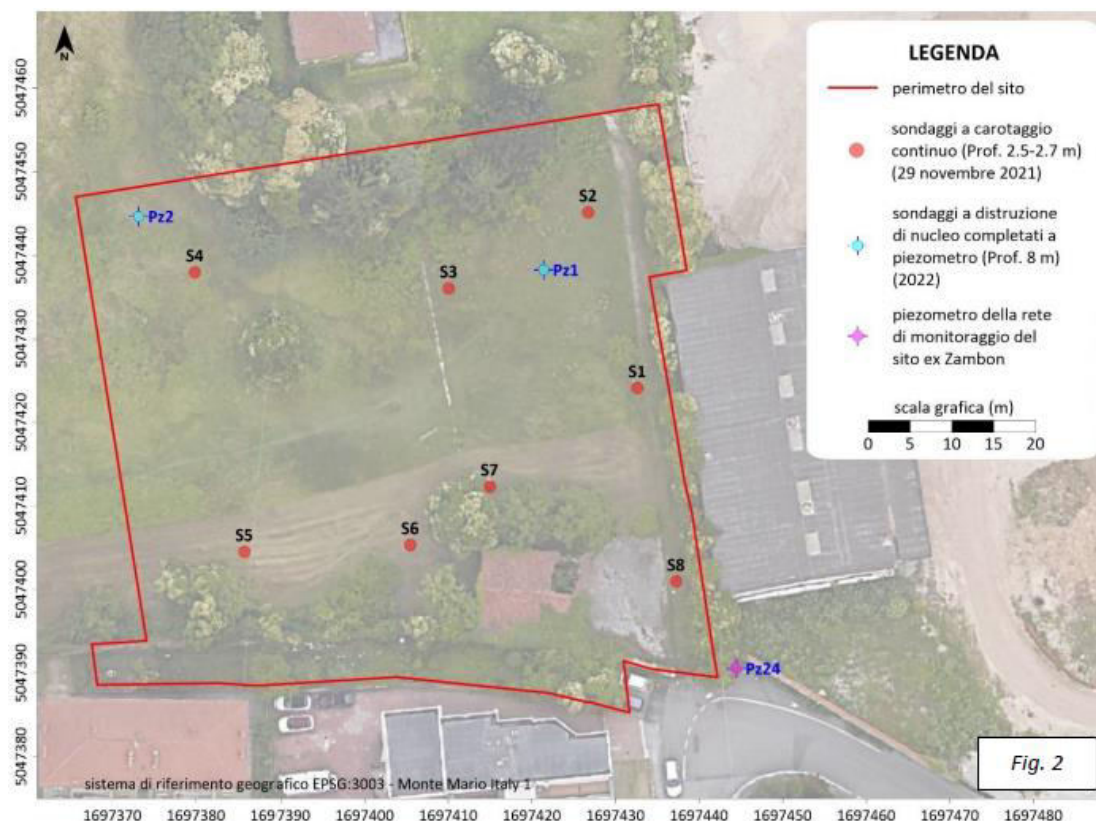 N
LEGENDA
perimetro del sito
sondaggi a carotaggio
continuo (Prof. 2.5-2.7 m)
(29 novembre 2021)
sondaggi a distruzione
di nucleo completati a
piezometro (Prof. 8 m)
(2022)
piezometro della rete
di monitoraggio del
sito ex Zambon
scala grafica (m)
0 5 10 15 20
5047460
5047450
5047440
5047430
5047420
5047410
5047400
5047390
5047380
S2
Pz2
S4
S3
Pz1
S1
S7
S6
S5
S8
Pz24
Fig. 2
sistema di riferimento geografico EPSG:3003 - Monte Mario Italy 1
1697370 1697380 1697390 1697400 1697410 1697420 1697430 1697440 1697450 1697460 1697470 1697480